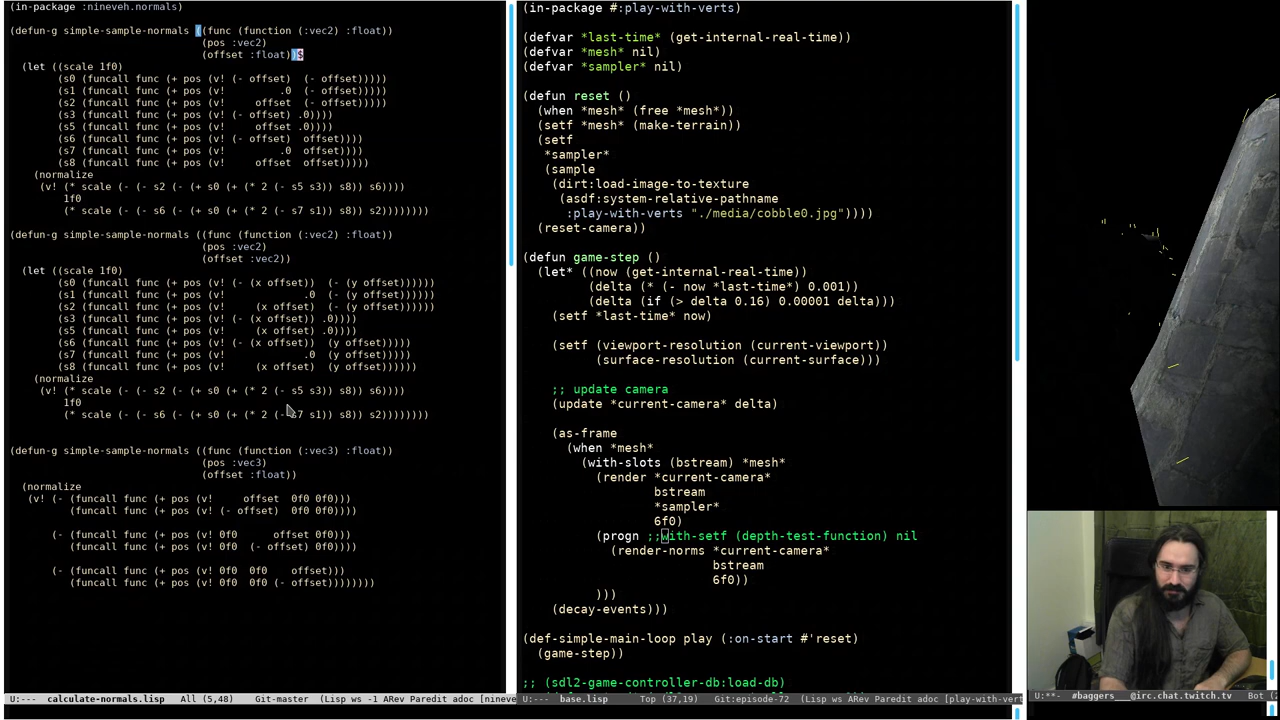 (in-package :nineveh.normals)
(defun-g simple-sample-normals ((func (function (:vec2) :float))
(pos :vec2)
(offset :float))
(let ((scale 1f0)
(s0 (funcall func (+ pos (v! (- offset)  (- offset)))))
(s1 (funcall func (+ pos (v!          .0  (- offset)))))
(s2 (funcall func (+ pos (v!     offset  (- offset)))))
(s3 (funcall func (+ pos (v! (- offset) .0))))
(s5 (funcall func (+ pos (v!     offset .0))))
(s6 (funcall func (+ pos (v! (- offset)  offset))))
(s7 (funcall func (+ pos (v!          .0  offset))))
(s8 (funcall func (+ pos (v!     offset  offset)))))
(normalize
(v! (* scale (- (- s2 (- (+ s0 (+ (* 2 (- s5 s3)) s8)) s6))))
1f0
(* scale (- s6 (- (+ s0 (+ (* 2 (- s7 s1)) s8)) s2))))))))
(defun-g simple-sample-normals ((func (function (:vec2) :float))
(pos :vec2)
(offset :vec2))
(let ((scale 1f0)
(s0 (funcall func (+ pos (v! (- (x offset))  (- (y offset))))))
(s1 (funcall func (+ pos (v!              .0  (- (y offset))))))
(s2 (funcall func (+ pos (v!     (x offset)  (- (y offset))))))
(s3 (funcall func (+ pos (v! (- (x offset)) .0))))
(s5 (funcall func (+ pos (v!     (x offset) .0))))
(s6 (funcall func (+ pos (v! (- (x offset))  (y offset)))))
(s7 (funcall func (+ pos (v!              .0  (y offset)))))
(s8 (funcall func (+ pos (v!     (x offset)  (y offset))))))
(normalize
(v! (* scale (- (- s2 (- (+ s0 (+ (* 2 (- s5 s3)) s8)) s6))))
1f0
(* scale (- s6 (- (+ s0 (+ (* 2 (- s7 s1)) s8)) s2))))))))
(defun-g simple-sample-normals ((func (function (:vec3) :float))
(pos :vec3)
(offset :float))
(normalize
(v! (- (funcall func (+ pos (v!     offset  0f0 0f0)))
(funcall func (+ pos (v! (- offset)  0f0 0f0))))
(- (funcall func (+ pos (v! 0f0      offset 0f0)))
(funcall func (+ pos (v! 0f0  (- offset) 0f0))))
(- (funcall func (+ pos (v! 0f0  0f0    offset)))
(funcall func (+ pos (v! 0f0  0f0 (- offset))))))))
U:---  calculate-normals.lisp   All (5,48)    Git-master  (Lisp ws -1 ARev Paredit adoc [nineve
(in-package #:play-with-verts)
(defvar *last-time* (get-internal-real-time))
(defvar *mesh* nil)
(defvar *sampler* nil)
(defun reset ()
(when *mesh* (free *mesh*))
(setf *mesh* (make-terrain))
(setf
*sampler*
(sample
(dirt:load-image-to-texture
(asdf:system-relative-pathname
:play-with-verts "./media/cobble0.jpg"))))
(reset-camera))
(defun game-step ()
(let* ((now (get-internal-real-time))
(delta (* (- now *last-time*) 0.001))
(delta (if (> delta 0.16) 0.00001 delta)))
(setf *last-time* now)
(setf (viewport-resolution (current-viewport))
(surface-resolution (current-surface)))
;; update camera
(update *current-camera* delta)
(as-frame
(when *mesh*
(with-slots (bstream) *mesh*
(render *current-camera*
bstream
*sampler*
6f0)
(progn ;;with-setf (depth-test-function) nil
(render-norms *current-camera*
bstream
6f0))
)))
(decay-events)))
(def-simple-main-loop play (:on-start #'reset)
(game-step))
;; (sdl2-game-controller-db:load-db)
U:---  base.lisp      Top (37,19)    Git:episode-72  (Lisp ws ARev Paredit adoc [play-with-vert
U:**-  #baggers___@irc.chat.twitch.tv   Bot (